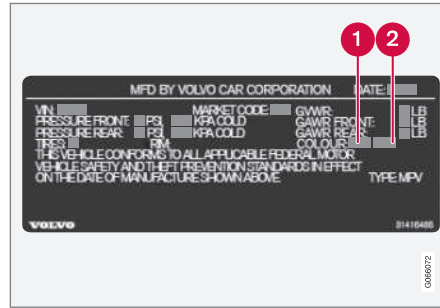 1 2
MFD BY VOLVO CAR CORPORATION DATE:
VIN: MARKET CODE: GVWR: LB
PRESSURE FRONT: PSI, KPA COLD GAWR FRONT: LB
PRESSURE REAR: PSI, KPA COLD GAWR REAR: LB
TIRES: RIM: COLOUR:
THIS VEHICLE CONFORMS TO ALL APPLICABLE FEDERAL MOTOR
VEHICLE SAFETY AND THEFT PREVENTION STANDARDS IN EFFECT
ON THE DATE OF MANUFACTURE SHOWN ABOVE. TYPE: MPV
VOLVO 31416486
G066072